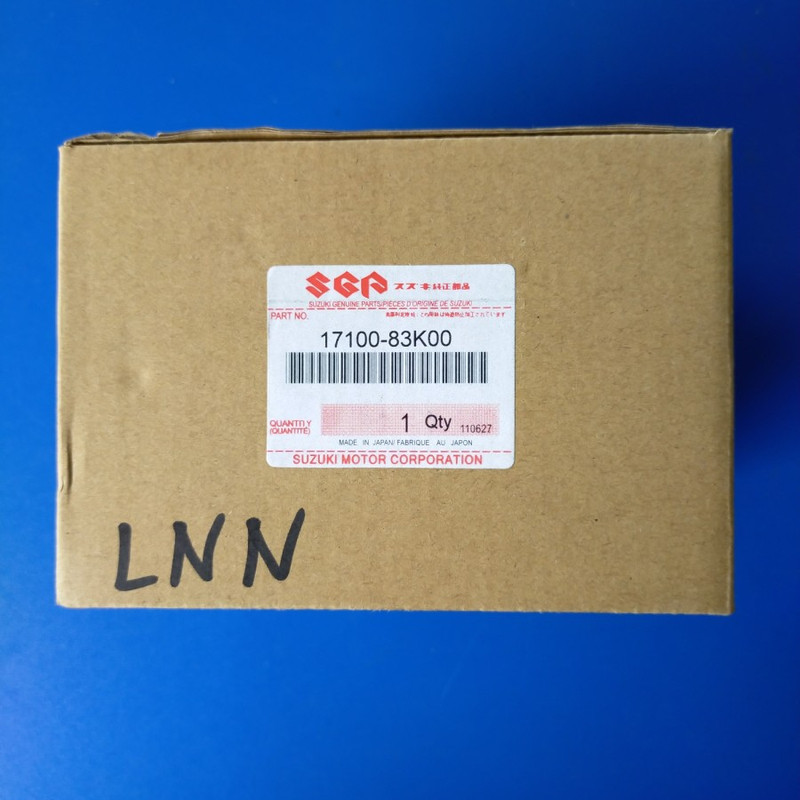 SGP スズキ純正部品
SUZUKI GENUINE PARTS/PIECES D'ORIGINE DE SUZUKI
PART NO.
17100-83K00
QUANTITY
(QUANTITÉ)
1 Qty 110627
MADE IN JAPAN/FABRIQUE AU JAPON
SUZUKI MOTOR CORPORATION
LNN